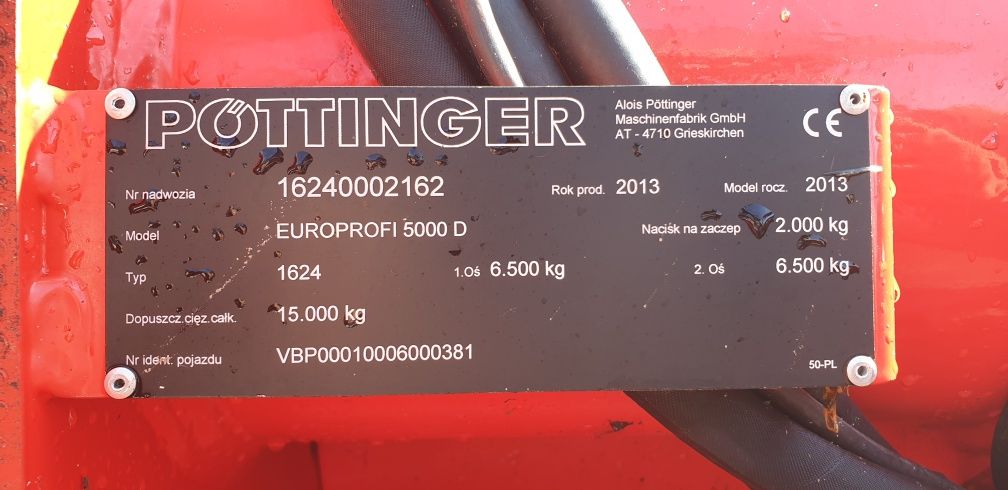 PÖTTINGER
Alois Pöttinger
Maschinenfabrik GmbH
AT - 4710 Grieskirchen
CE
Nr nadwozia 16240002162 Rok prod. 2013 Model rocz. 2013
Model EUROPROFI 5000 D Nacisk na zaczep 2.000 kg
Typ 1624 1.Oś 6.500 kg 2. Oś 6.500 kg
Dopuszcz.cięż.całk. 15.000 kg
Nr ident. pojazdu VBP00010006000381
50-PL